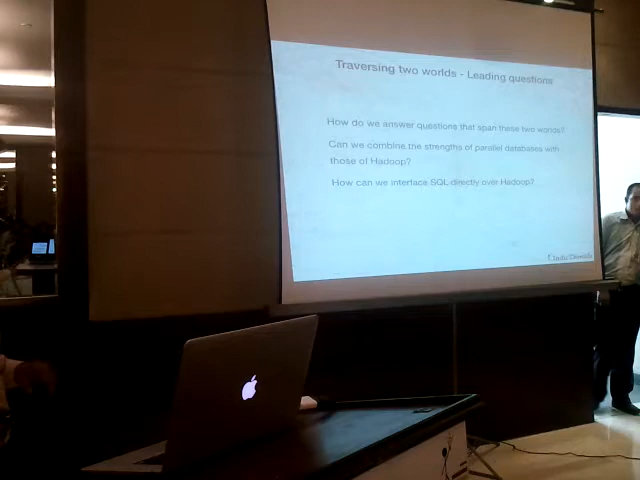 Traversing two worlds - Leading questions
How do we answer questions that span these two worlds?
Can we combine the strengths of parallel databases with
those of Hadoop?
How can we interface SQL directly over Hadoop?